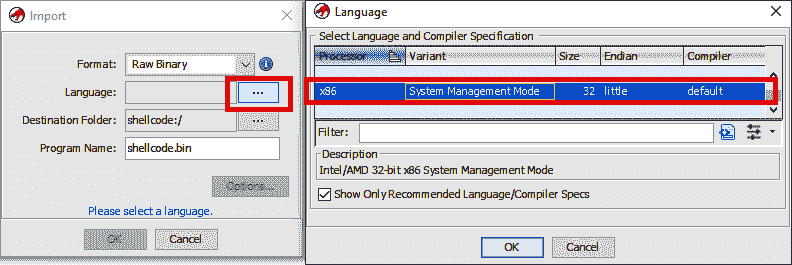 Import
Format: Raw Binary
Language: ...
Destination Folder: shellcode:/ ...
Program Name: shellcode.bin
Options...
Please select a language.
OK Cancel
Language
Select Language and Compiler Specification
Processor Variant Size Endian Compiler
x86 System Management Mode 32 little default
Filter:
Description
Intel/AMD 32-bit x86 System Management Mode
Show Only Recommended Language/Compiler Specs
OK Cancel